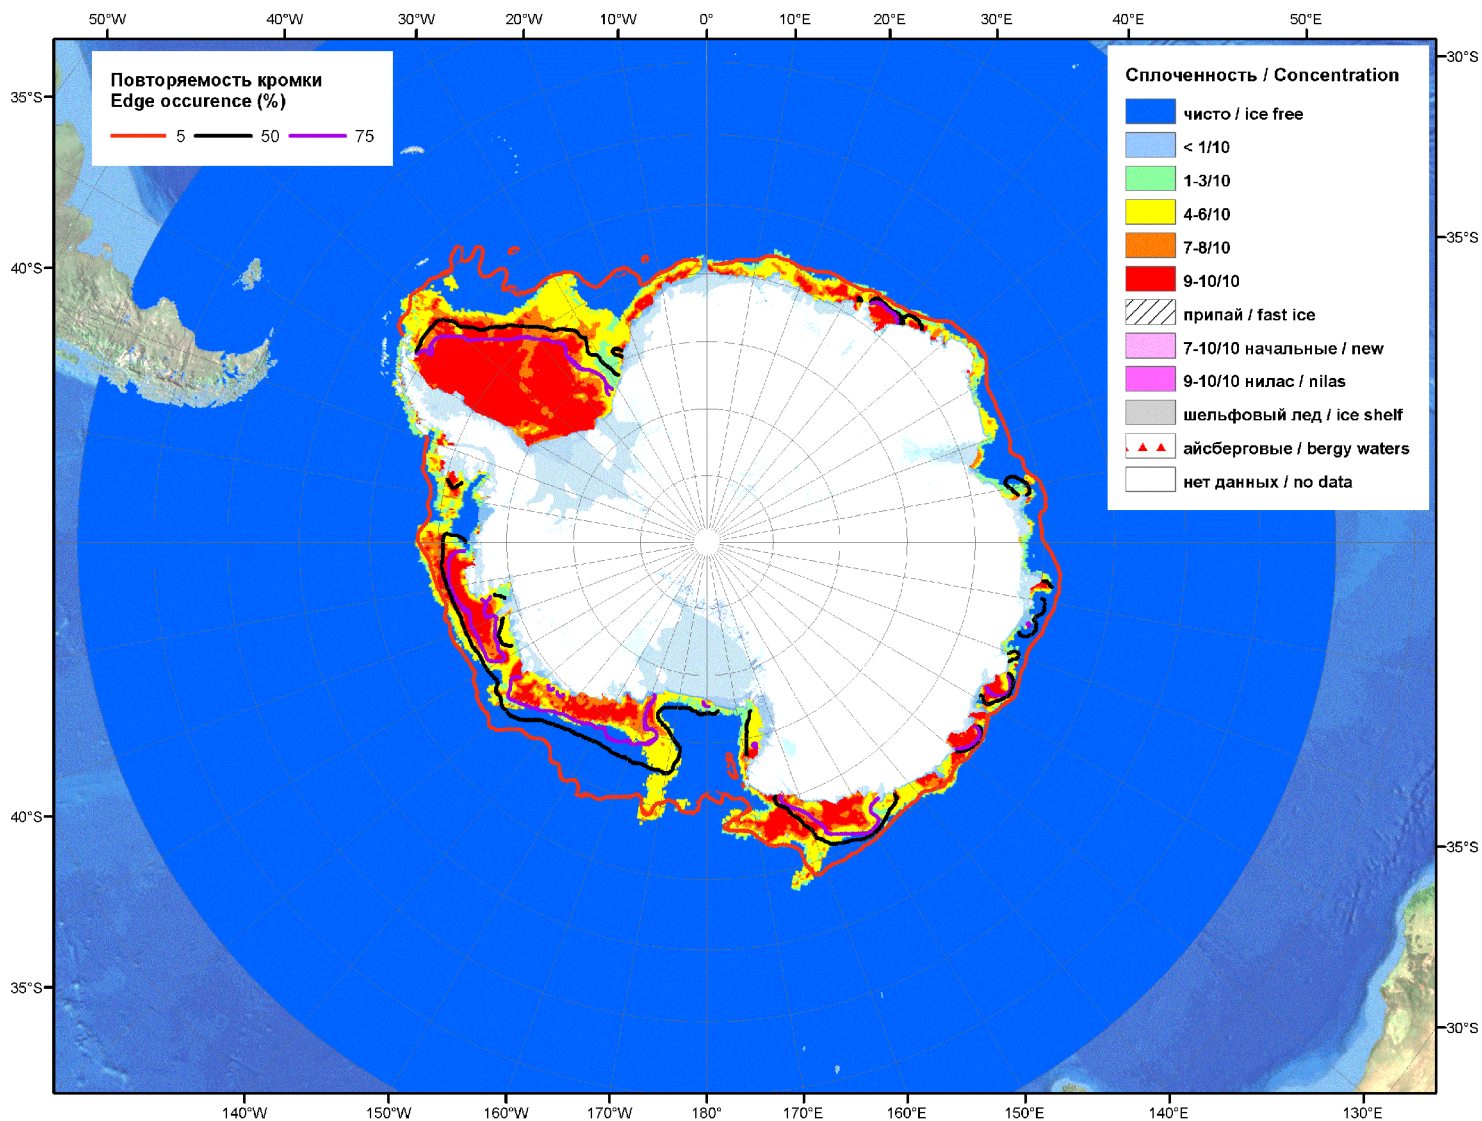 50°W 40°W 30°W 20°W 10°W 0° 10°E 20°E 30°E 40°E 50°E
Повторяемость кромки
Edge occurence (%)
5 50 75
Сплоченность / Concentration
чисто / ice free
< 1/10
1-3/10
4-6/10
7-8/10
9-10/10
припай / fast ice
7-10/10 начальные / new
9-10/10 нилас / nilas
шельфовый лед / ice shelf
айсберговые / bergy waters
нет данных / no data
35°S
40°S
40°S
35°S
30°S
35°S
35°S
30°S
140°W 150°W 160°W 170°W 180° 170°E 160°E 150°E 140°E 130°E